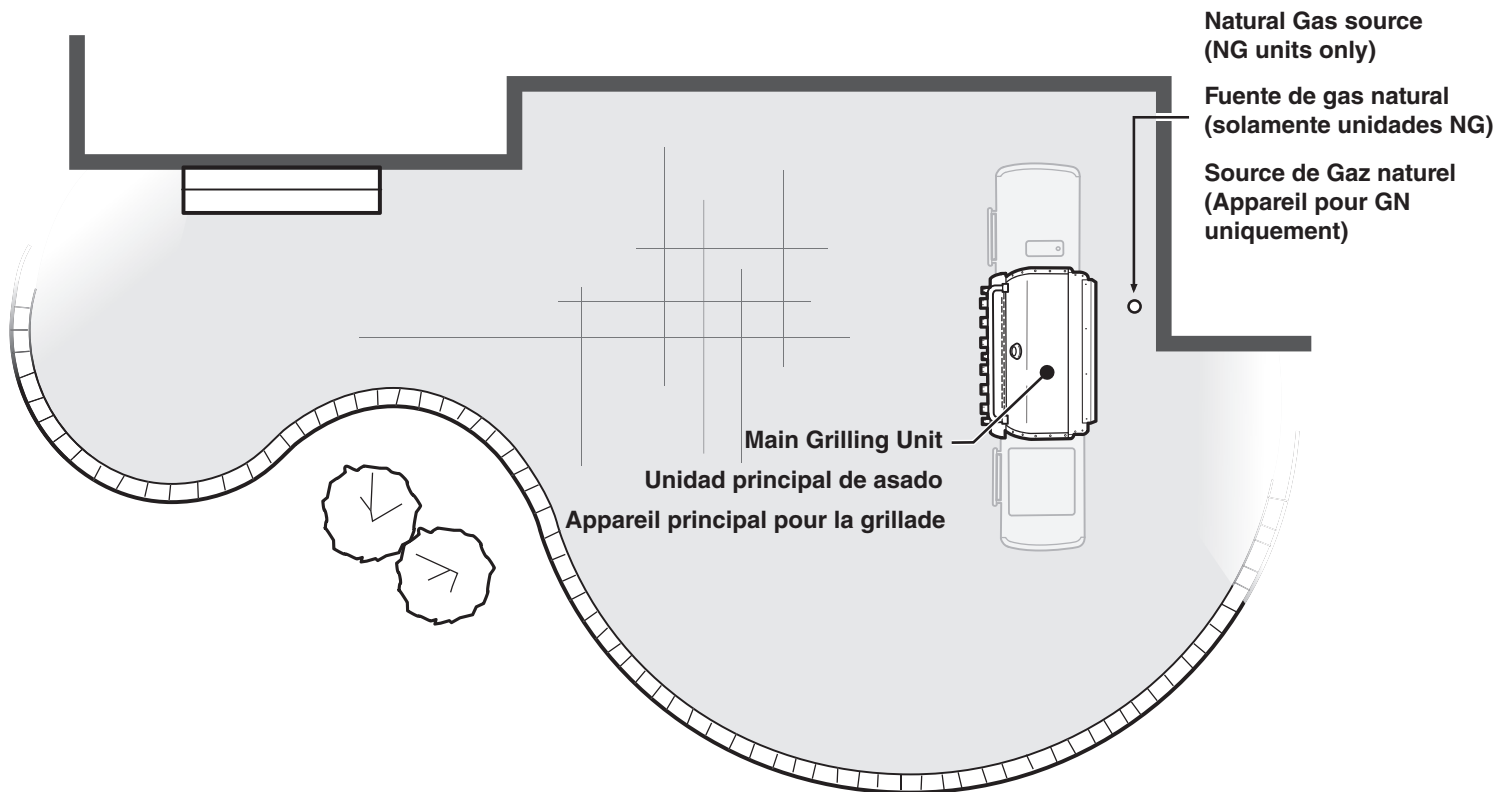 Natural Gas source
(NG units only)
Fuente de gas natural
(solamente unidades NG)
Source de Gaz naturel
(Appareil pour GN
uniquement)
Main Grilling Unit
Unidad principal de asado
Appareil principal pour la grillade